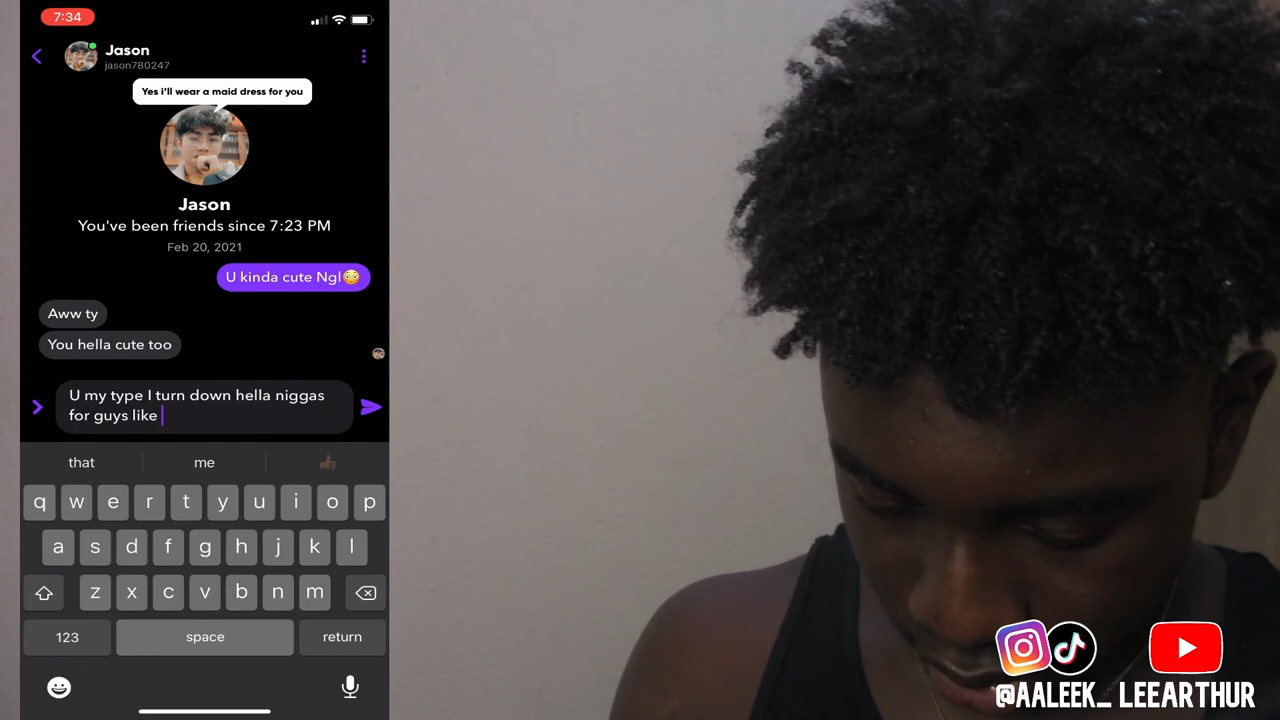 7:34
Jason
jason780247
Yes i'll wear a maid dress for you
Jason
You've been friends since 7:23 PM
Feb 20, 2021
U kinda cute Ngl😳
Aww ty
You hella cute too
U my type I turn down hella niggas
for guys like
that me 👍🏿
q w e r t y u i o p
a s d f g h j k l
z x c v b n m
123 space return
@AALEEK_LEEARTHUR